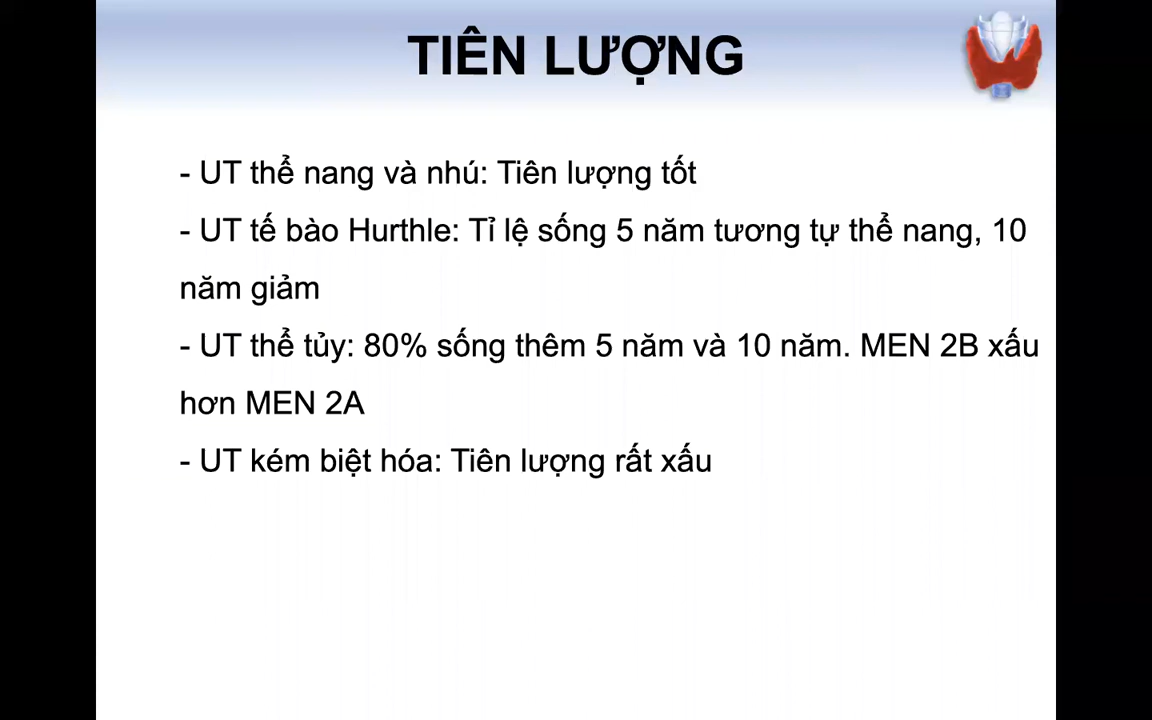 TIÊN LƯỢNG
- UT thể nang và nhú: Tiên lượng tốt
- UT tế bào Hurthle: Tỉ lệ sống 5 năm tương tự thể nang, 10
năm giảm
- UT thể tủy: 80% sống thêm 5 năm và 10 năm. MEN 2B xấu
hơn MEN 2A
- UT kém biệt hóa: Tiên lượng rất xấu